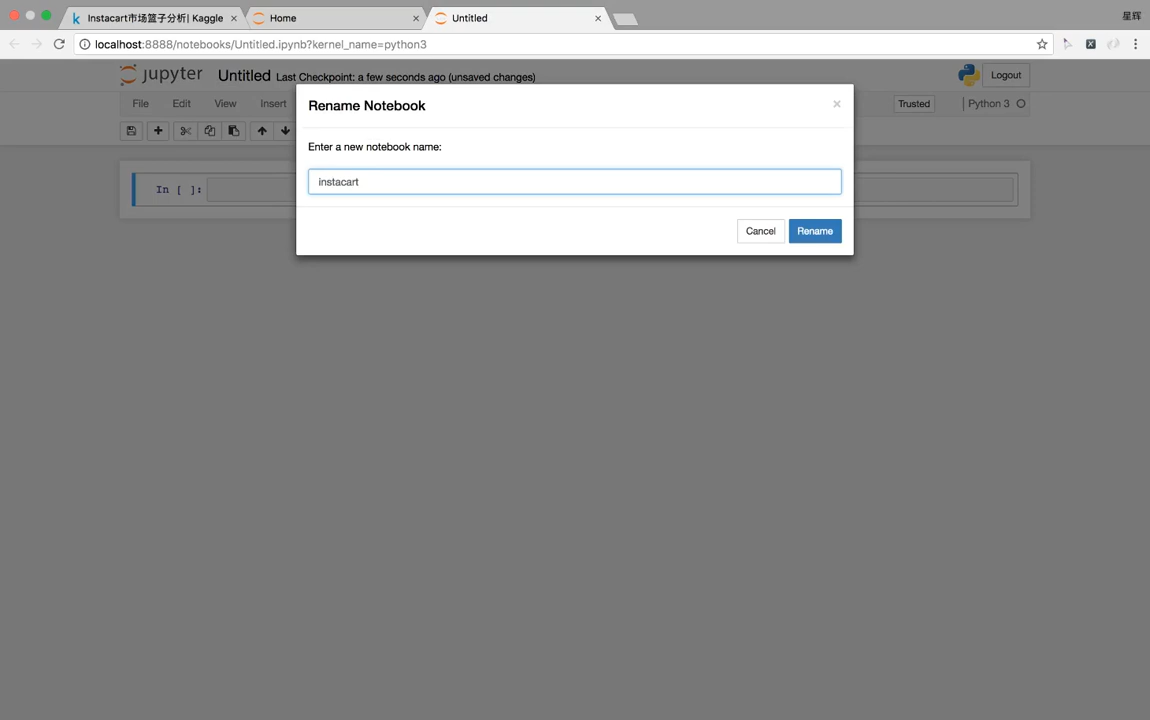 Instacart市场篮子分析| Kaggle
Home
Untitled
星辉
localhost:8888/notebooks/Untitled.ipynb?kernel_name=python3
jupyter Untitled Last Checkpoint: a few seconds ago (unsaved changes)
Logout
File Edit View Insert
Trusted
Python 3
Rename Notebook
Enter a new notebook name:
instacart
Cancel
Rename
In [ ]: